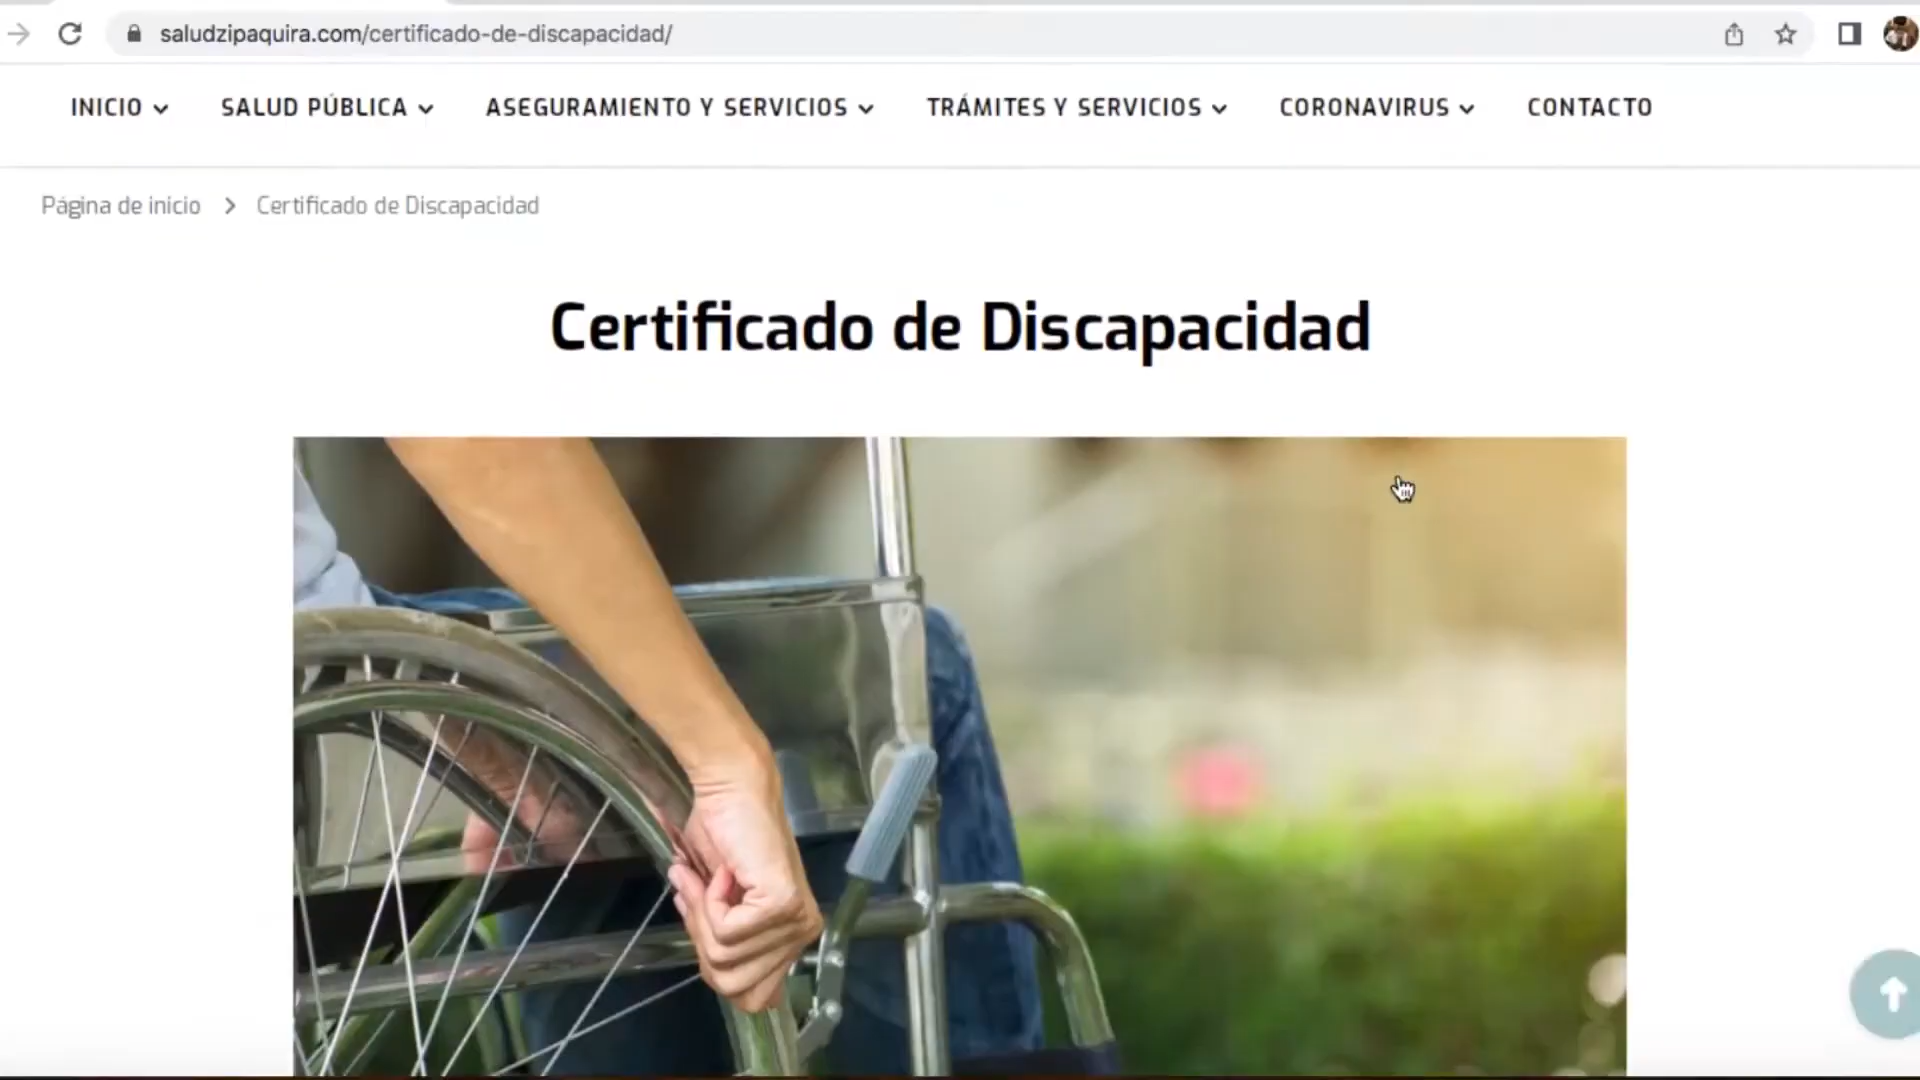 saludzipaquira.com/certificado-de-discapacidad/
INICIO SALUD PÚBLICA ASEGURAMIENTO Y SERVICIOS TRÁMITES Y SERVICIOS CORONAVIRUS CONTACTO
Página de inicio > Certificado de Discapacidad
Certificado de Discapacidad